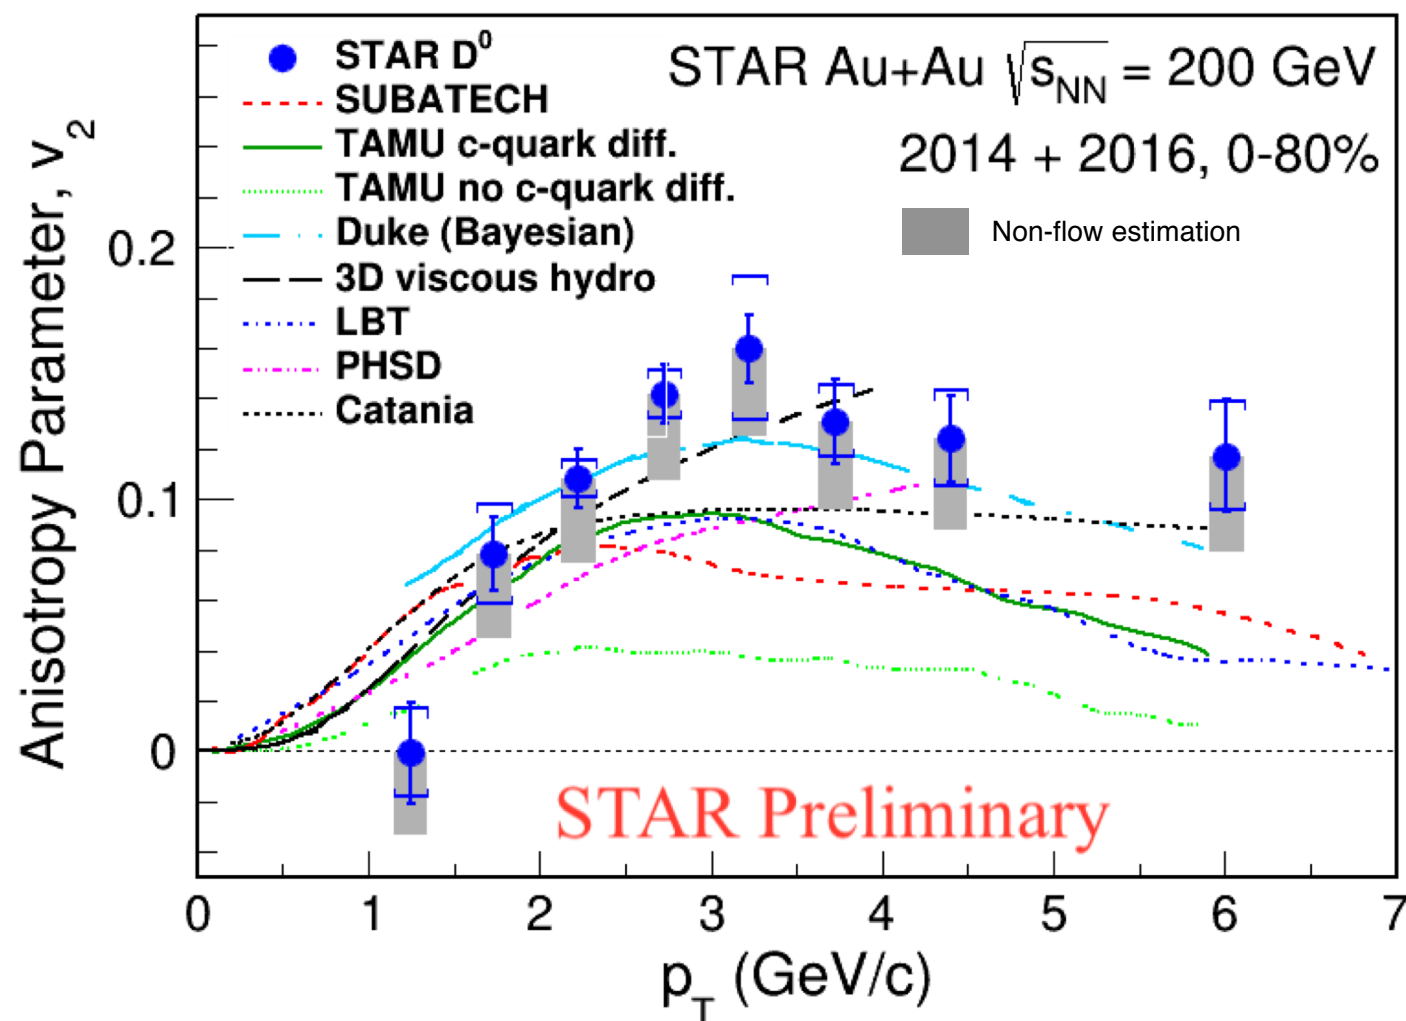 STAR D⁰
SUBATECH
TAMU c-quark diff.
TAMU no c-quark diff.
Duke (Bayesian)
3D viscous hydro
LBT
PHSD
Catania
STAR Au+Au √sNN = 200 GeV
2014 + 2016, 0-80%
Non-flow estimation
Anisotropy Parameter, v₂
0.2
0.1
0
STAR Preliminary
0 1 2 3 4 5 6 7
pT (GeV/c)